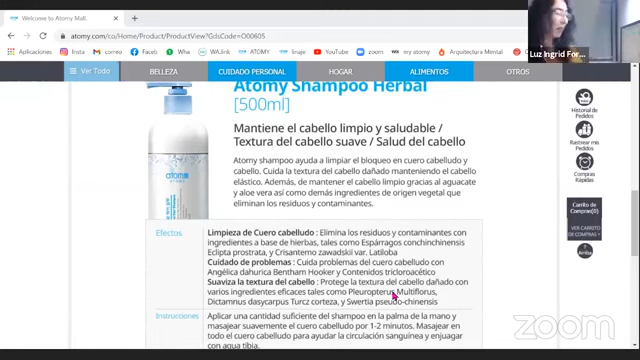 Welcome to Atomy Mall.
atomy.com/co/Home/Product/ProductView?GdsCode=O00605
Aplicaciones Insta correo Fcbk Inaje Whatsp WA.link ATOMY linaje YouTube Zoom WIX my atomy Arquitectura Mental Otros
Luz Ingrid For...
Ver Todo BELLEZA CUIDADO PERSONAL HOGAR ALIMENTOS OTROS
Atomy Shampoo Herbal
[500ml]
Mantiene el cabello limpio y saludable /
Textura del cabello suave / Salud del cabello
Atomy shampoo ayuda a limpiar el bloqueo en cuero cabelludo y
cabello. Cuida la textura del cabello dañado manteniendo el cabello
elástico. Además, de mantener el cabello limpio gracias al aguacate
y aloe vera así como demás ingredientes de origen vegetal que
eliminan los residuos y contaminantes.
atomy
Efectos
Limpieza de Cuero cabelludo : Elimina los residuos y contaminantes con
ingredientes a base de hierbas, tales como Espárragos conchinchinensis
Eclipta prostrata, y Crisantemo zawadskii var. Latiloba
Cuidado de problemas : Cuida problemas del cuero cabelludo con
Angélica dahurica Bentham Hooker y Contenidos tricloroacético
Suaviza la textura del cabello : Protege la textura del cabello dañado con
varios ingredientes eficaces tales como Pleuropterus Multiflorus,
Dictamnus dasycarpus Turcz corteza, y Swertia pseudo-chinensis
Instrucciones
Aplicar una cantidad suficiente del shampoo en la palma de la mano y
masajear suavemente el cuero cabelludo por 1-2 minutos. Masajear en
todo el cuero cabelludo para ayudar la circulación sanguínea y enjuagar
con agua tibia.
Historial de
Pedidos
Rastrear mis
Pedidos
Compras
Rápidas
Carrito de
Compras(0)
VER CARRITO
DE COMPRAS
Arriba
zoom